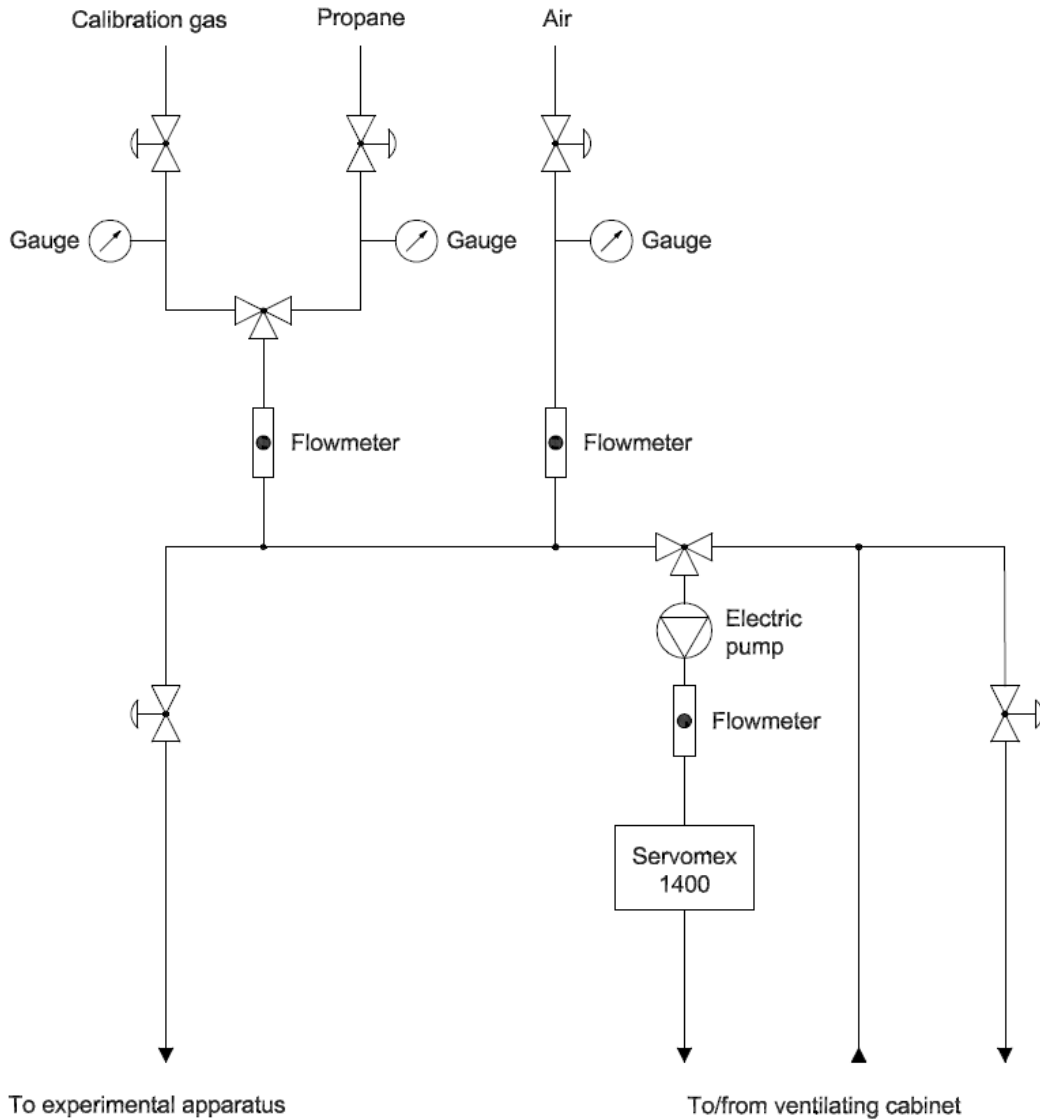 Calibration gas
Propane
Air
Gauge
Gauge
Gauge
Flowmeter
Flowmeter
Electric
pump
Flowmeter
Servomex
1400
To experimental apparatus
To/from ventilating cabinet